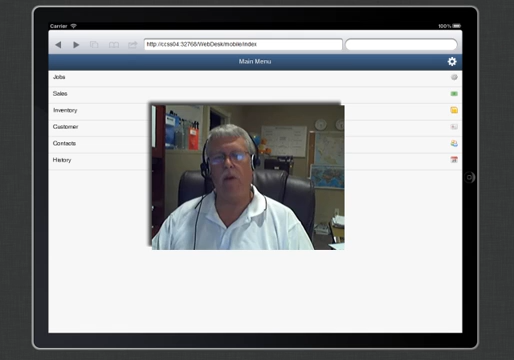 Carrier
100%
http://ccss04:32768/WebDesk/mobile/index
Main Menu
Jobs
Sales
Inventory
Customer
Contacts
History